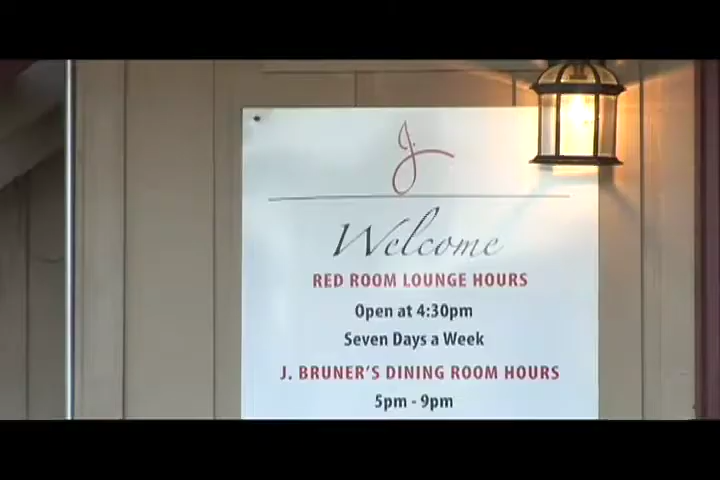 J.
Welcome
RED ROOM LOUNGE HOURS
Open at 4:30pm
Seven Days a Week
J. BRUNER'S DINING ROOM HOURS
5pm - 9pm